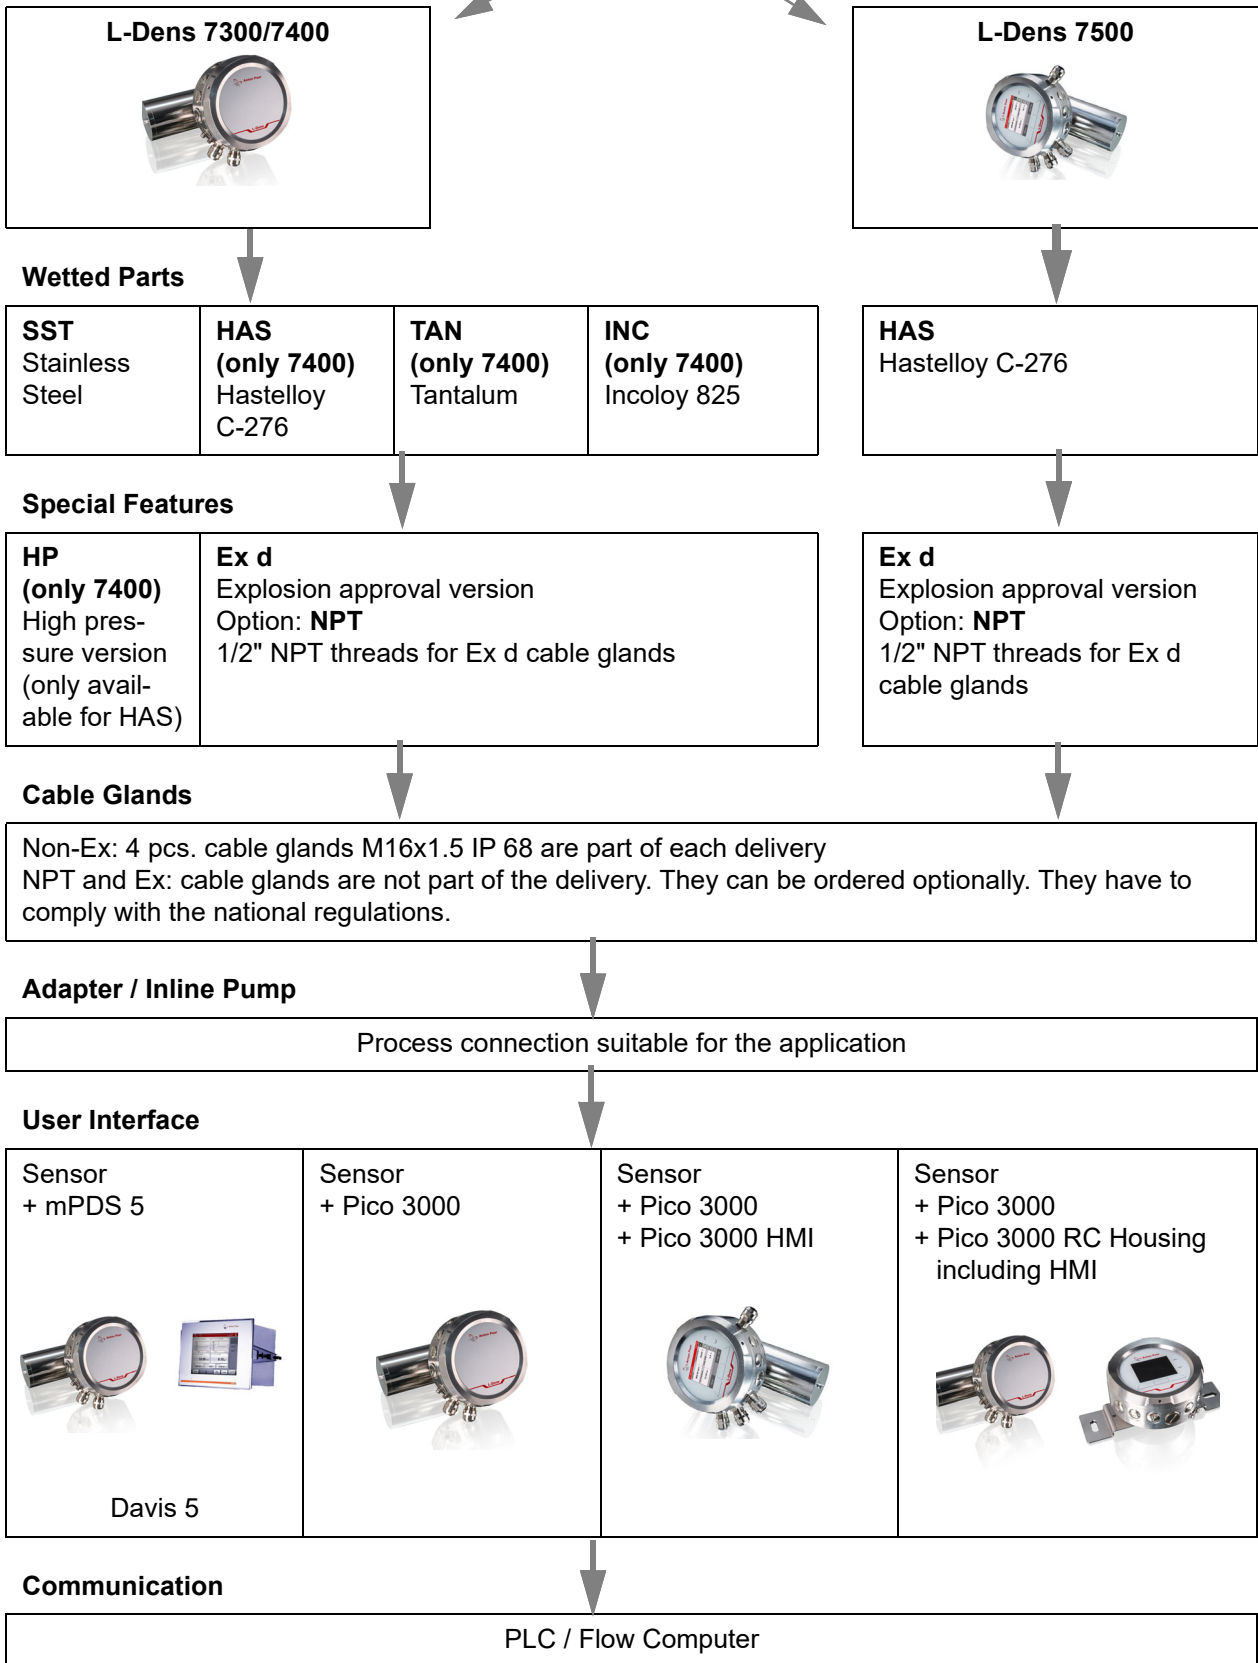 L-Dens 7300/7400
L-Dens 7500
Wetted Parts
SST
Stainless
Steel
HAS
(only 7400)
Hastelloy
C-276
TAN
(only 7400)
Tantalum
INC
(only 7400)
Incoloy 825
HAS
Hastelloy C-276
Special Features
HP
(only 7400)
High pres-
sure version
(only avail-
able for HAS)
Ex d
Explosion approval version
Option: NPT
1/2" NPT threads for Ex d cable glands
Ex d
Explosion approval version
Option: NPT
1/2" NPT threads for Ex d
cable glands
Cable Glands
Non-Ex: 4 pcs. cable glands M16x1.5 IP 68 are part of each delivery
NPT and Ex: cable glands are not part of the delivery. They can be ordered optionally. They have to
comply with the national regulations.
Adapter / Inline Pump
Process connection suitable for the application
User Interface
Sensor
+ mPDS 5
Davis 5
Sensor
+ Pico 3000
Sensor
+ Pico 3000
+ Pico 3000 HMI
Sensor
+ Pico 3000
+ Pico 3000 RC Housing
including HMI
Communication
PLC / Flow Computer